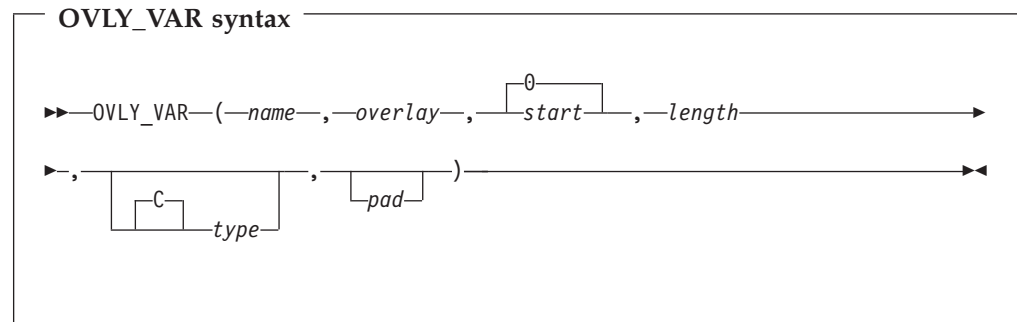 OVLY_VAR syntax
0
OVLY_VAR ( name , overlay , start , length
, , )
C pad
type